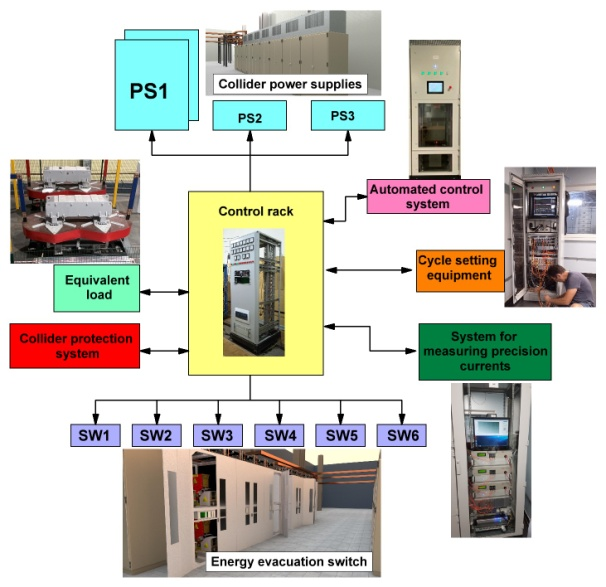 PS1
Collider power supplies
PS2
PS3
Automated control
system
Control rack
Equivalent
load
Cycle setting
equipment
Collider protection
system
System for
measuring precision
currents
SW1
SW2
SW3
SW4
SW5
SW6
Energy evacuation switch